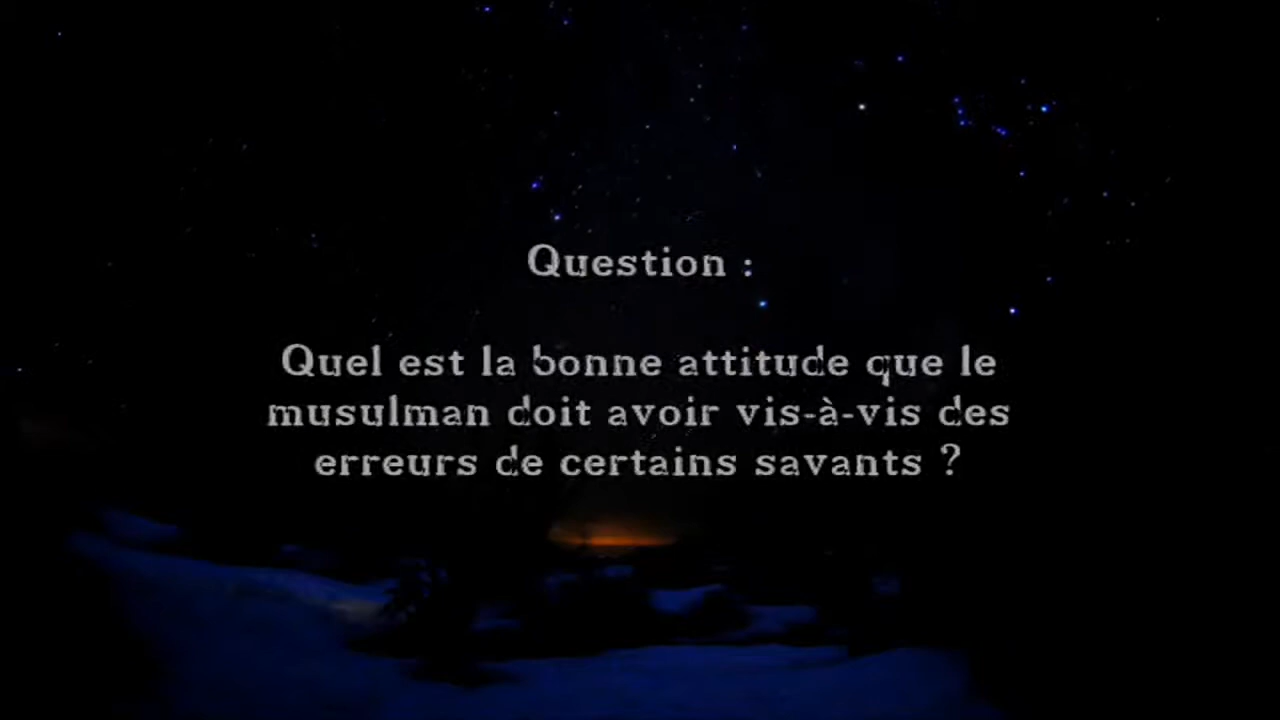 Question :
Quel est la bonne attitude que le
musulman doit avoir vis-à-vis des
erreurs de certains savants ?